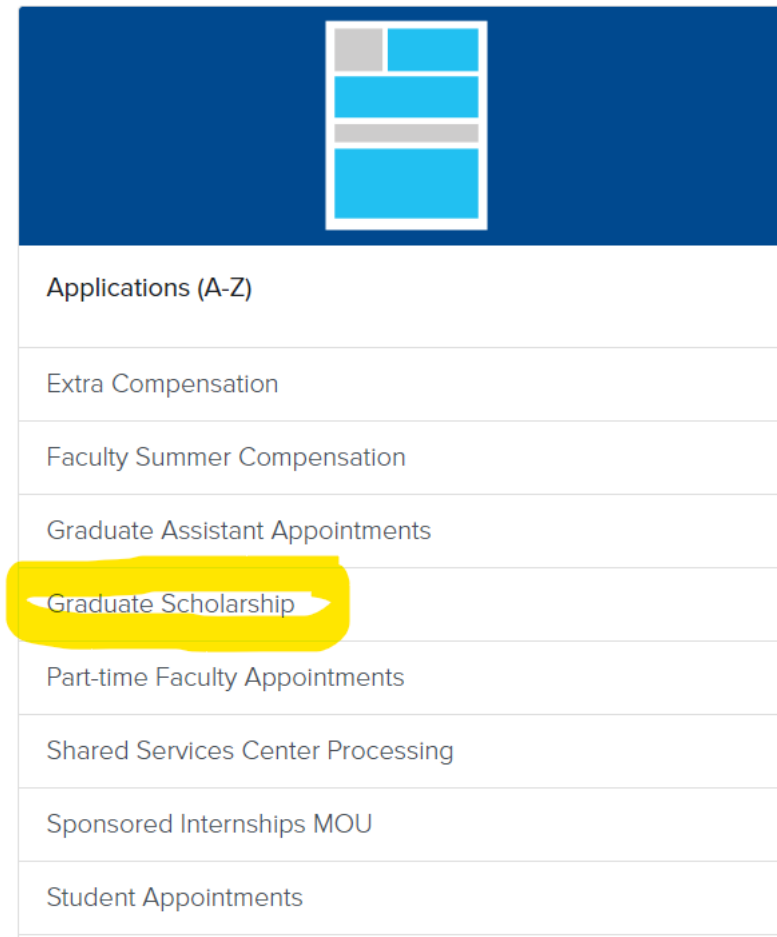 Applications (A-Z)
Extra Compensation
Faculty Summer Compensation
Graduate Assistant Appointments
Graduate Scholarship
Part-time Faculty Appointments
Shared Services Center Processing
Sponsored Internships MOU
Student Appointments